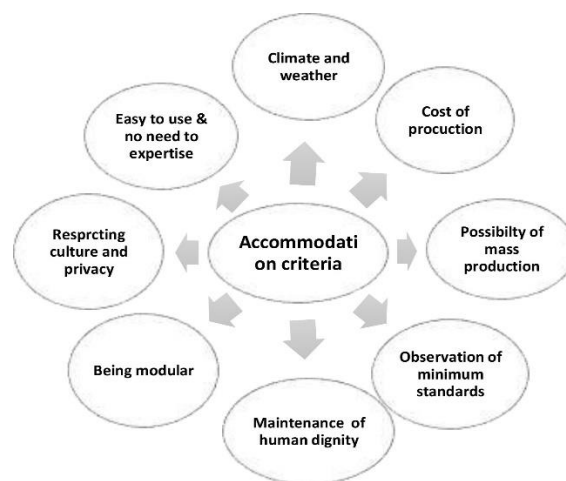 Climate and
weather
Cost of
procuction
Possibilty of
mass
production
Observation of
minimum
standards
Maintenance of
human dignity
Being modular
Resprcting
culture and
privacy
Easy to use &
no need to
expertise
Accommodati
on criteria